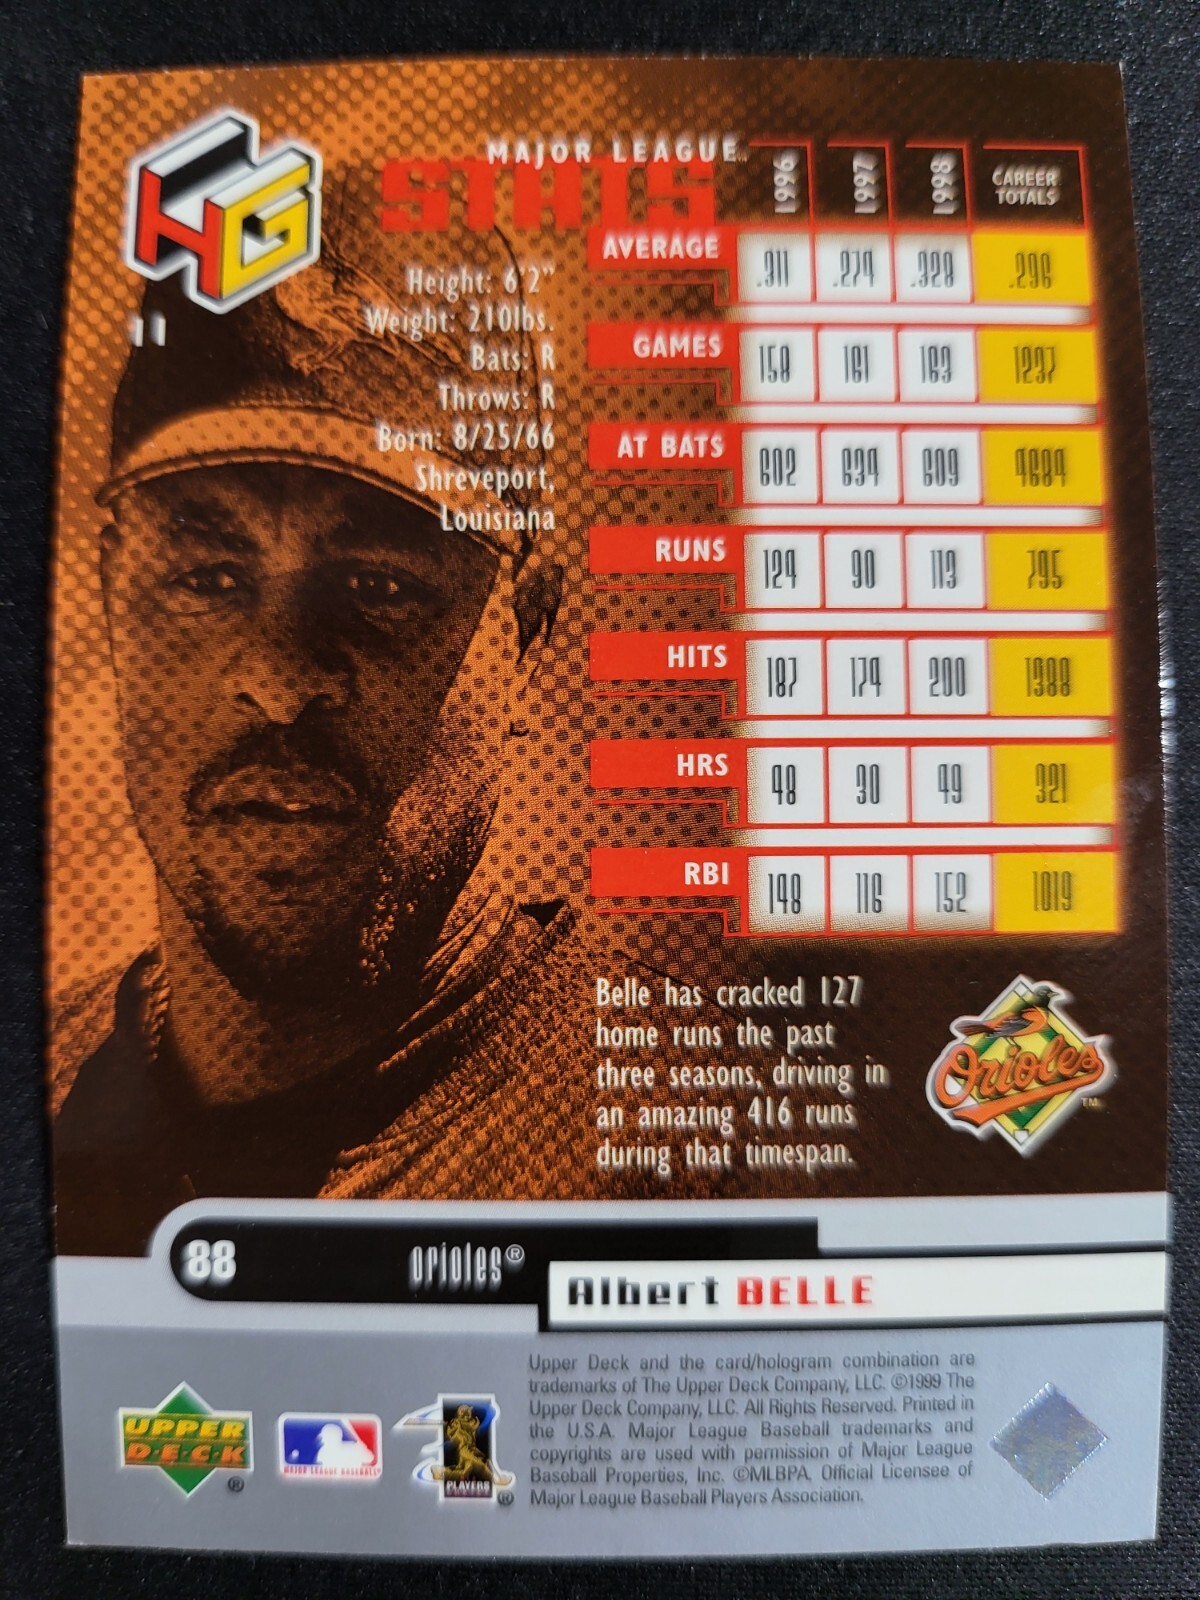 HG
11
MAJOR LEAGUE™
STATS
Height: 6'2"
Weight: 210lbs.
Bats: R
Throws: R
Born: 8/25/66
Shreveport,
Louisiana
1996 1997 1998 CAREER TOTALS
AVERAGE .311 .274 .328 .296
GAMES 158 161 163 1237
AT BATS 602 634 609 4684
RUNS 124 90 113 795
HITS 187 174 200 1388
HRS 48 30 49 321
RBI 148 116 152 1019
Belle has cracked 127
home runs the past
three seasons, driving in
an amazing 416 runs
during that timespan.
Orioles
TM
88 orioles®
Albert BELLE
UPPER
DECK
®
MAJOR LEAGUE BASEBALL
PLAYERS
®
Upper Deck and the card/hologram combination are
trademarks of The Upper Deck Company, LLC. ©1999 The
Upper Deck Company, LLC. All Rights Reserved. Printed in
the U.S.A. Major League Baseball trademarks and
copyrights are used with permission of Major League
Baseball Properties, Inc. ©MLBPA. Official Licensee of
Major League Baseball Players Association.